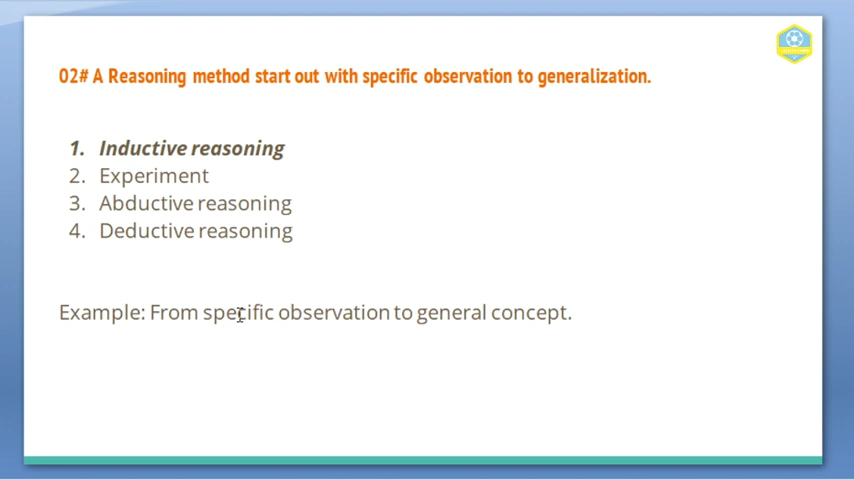 02# A Reasoning method start out with specific observation to generalization.
1. Inductive reasoning
2. Experiment
3. Abductive reasoning
4. Deductive reasoning
Example: From specific observation to general concept.